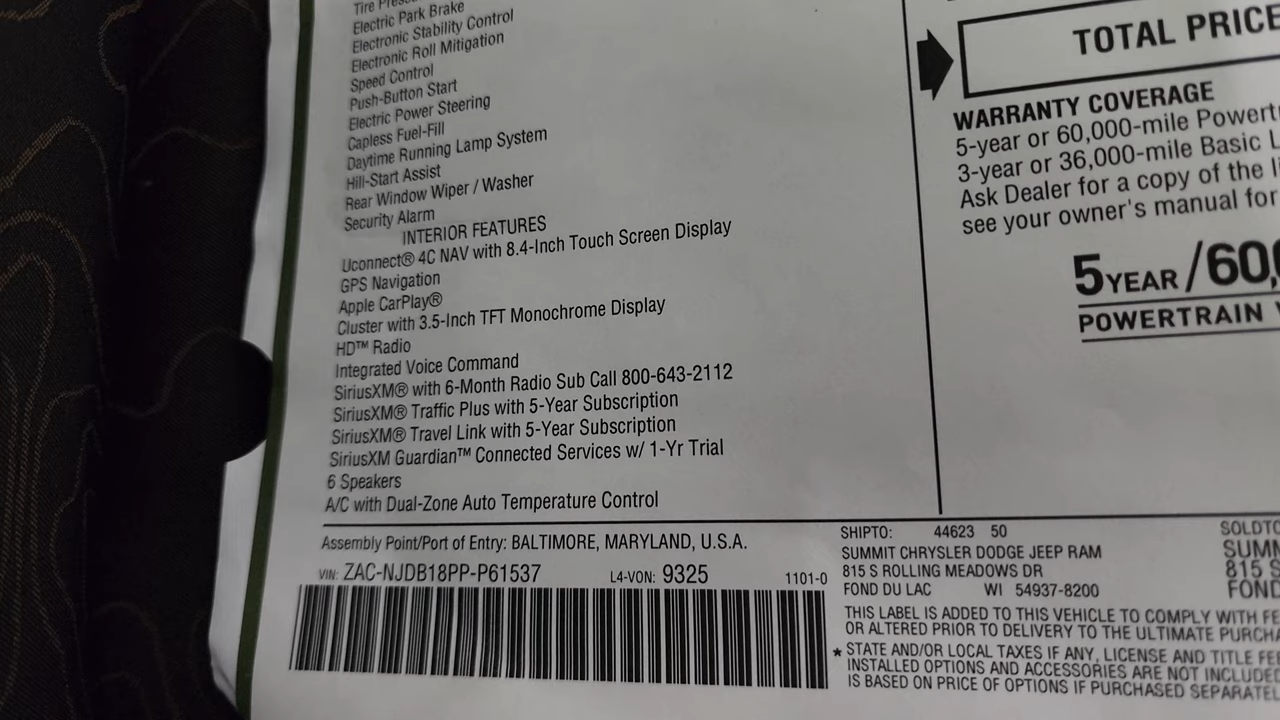 Tire
Electric Park Brake
Electronic Stability Control
Electronic Roll Mitigation
Speed Control
Push-Button Start
Electric Power Steering
Capless Fuel-Fill
Daytime Running Lamp System
Hill-Start Assist
Rear Window Wiper / Washer
Security Alarm
INTERIOR FEATURES
Uconnect® 4C NAV with 8.4-Inch Touch Screen Display
GPS Navigation
Apple CarPlay®
Cluster with 3.5-Inch TFT Monochrome Display
HD™ Radio
Integrated Voice Command
SiriusXM® with 6-Month Radio Sub Call 800-643-2112
SiriusXM® Traffic Plus with 5-Year Subscription
SiriusXM® Travel Link with 5-Year Subscription
SiriusXM Guardian™ Connected Services w/ 1-Yr Trial
6 Speakers
A/C with Dual-Zone Auto Temperature Control
Assembly Point/Port of Entry: BALTIMORE, MARYLAND, U.S.A.
VIN: ZAC-NJDB18PP-P61537 L4-VON: 9325 1101-0
TOTAL PRICE
WARRANTY COVERAGE
5-year or 60,000-mile
3-year or 36,000-mile Basic
Ask Dealer for a copy of the
see your owner's manual for
5 YEAR /60,
POWERTRAIN
SHIPTO: 44623 50
SUMMIT CHRYSLER DODGE JEEP RAM
815 S ROLLING MEADOWS DR
FOND DU LAC WI 54937-8200
SOLDTO
SUMM
815 S
FOND
THIS LABEL IS ADDED TO THIS VEHICLE TO COMPLY WITH
OR ALTERED PRIOR TO DELIVERY TO THE ULTIMATE
* STATE AND/OR LOCAL TAXES IF ANY, LICENSE AND TITLE
INSTALLED OPTIONS AND ACCESSORIES ARE NOT INCLUDED
IS BASED ON PRICE OF OPTIONS IF PURCHASED